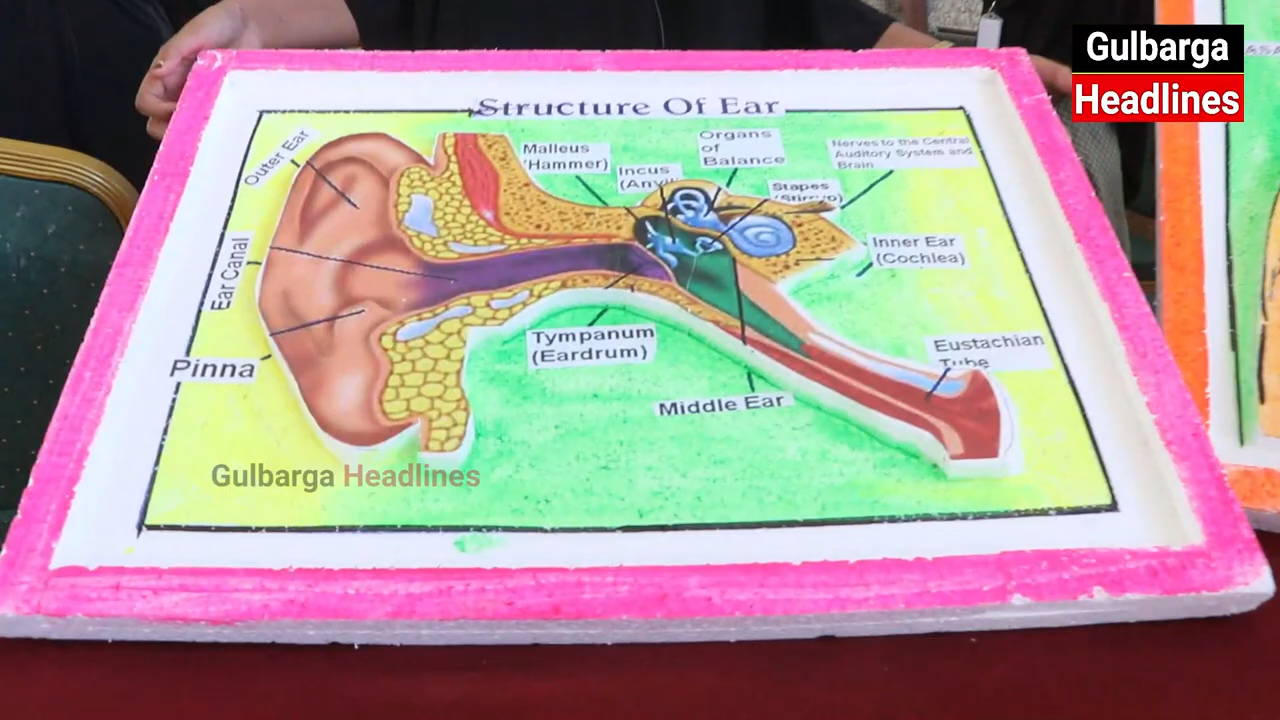 Gulbarga
Headlines
Structure Of Ear
Outer Ear
Malleus
(Hammer)
Incus
Organs
of
Balance
Nerves to the Central
Auditory System and
Brain
Stapes
(Stirrup)
Ear Canal
Inner Ear
(Cochlea)
Tympanum
(Eardrum)
Eustachian
Tube
Pinna
Middle Ear
Gulbarga Headlines